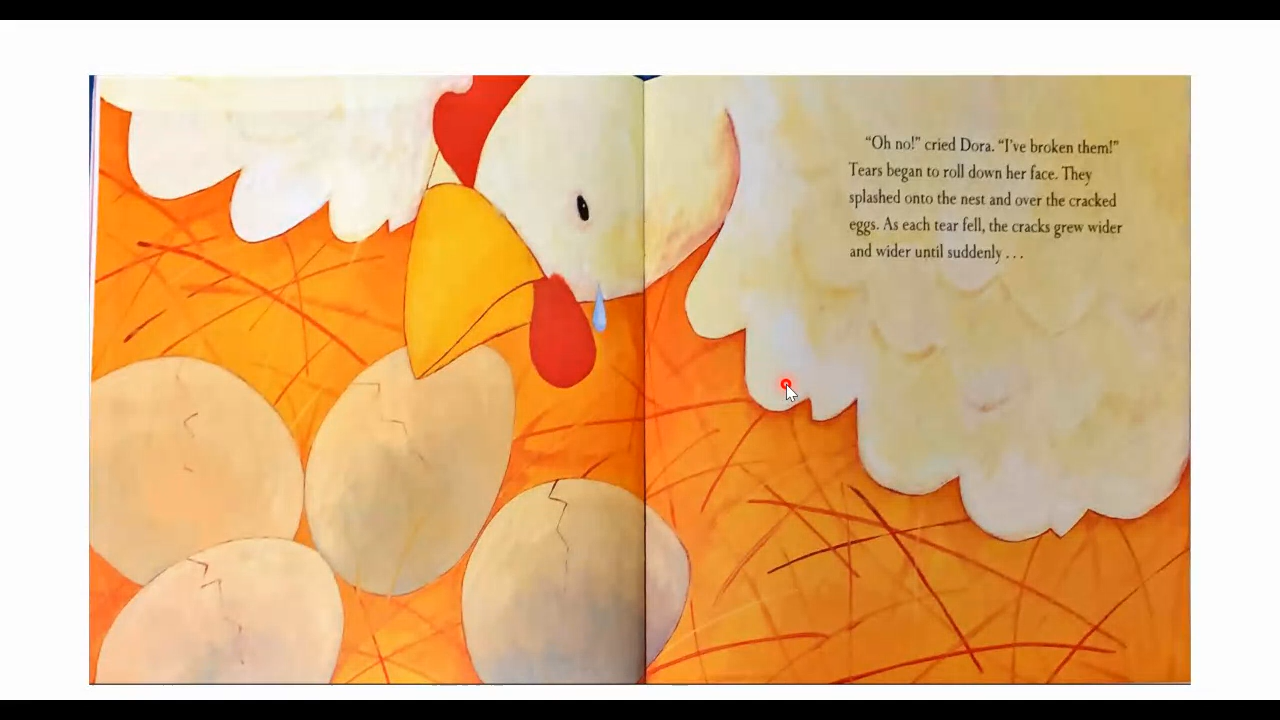 “Oh no!” cried Dora. “I’ve broken them!”
Tears began to roll down her face. They
splashed onto the nest and over the cracked
eggs. As each tear fell, the cracks grew wider
and wider until suddenly . . .